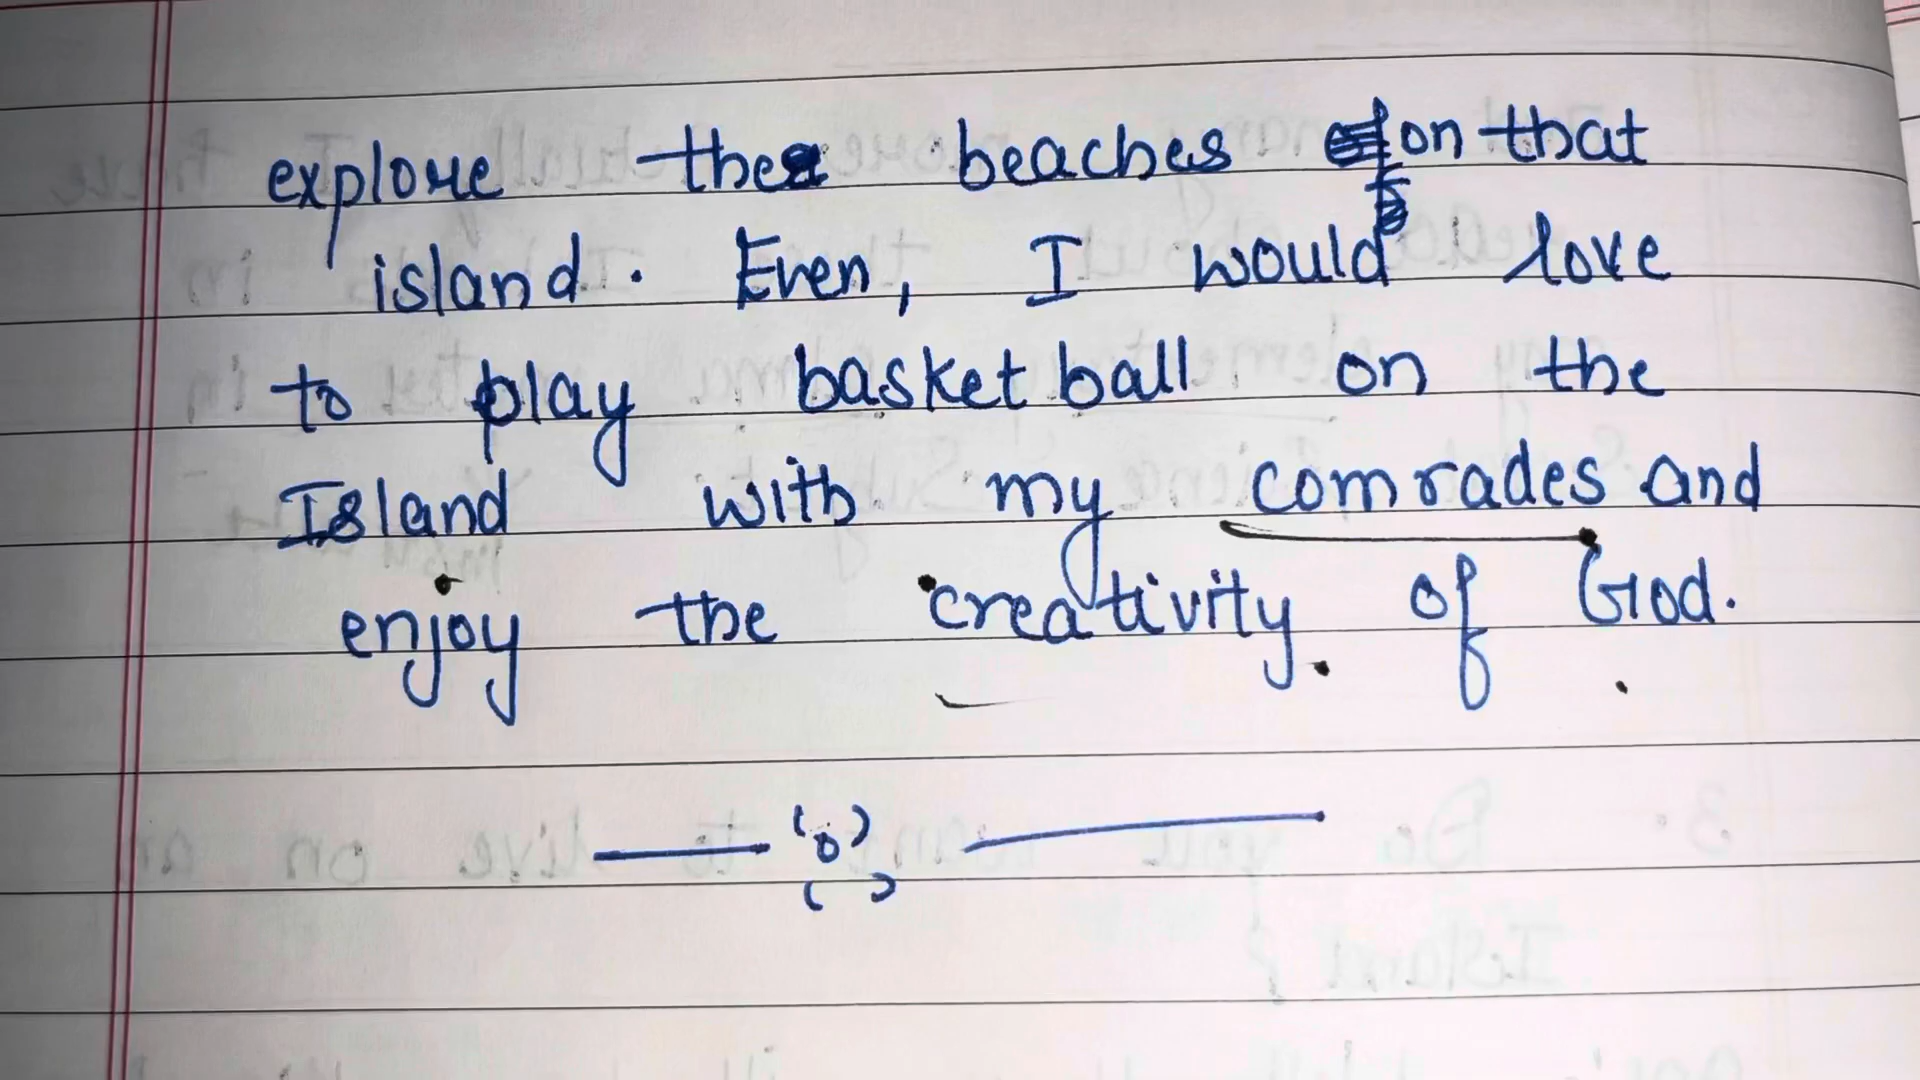 explore the beaches on that
island. Even, I would love
to play basket ball on the
Island with my comrades and
enjoy the creativity of God.